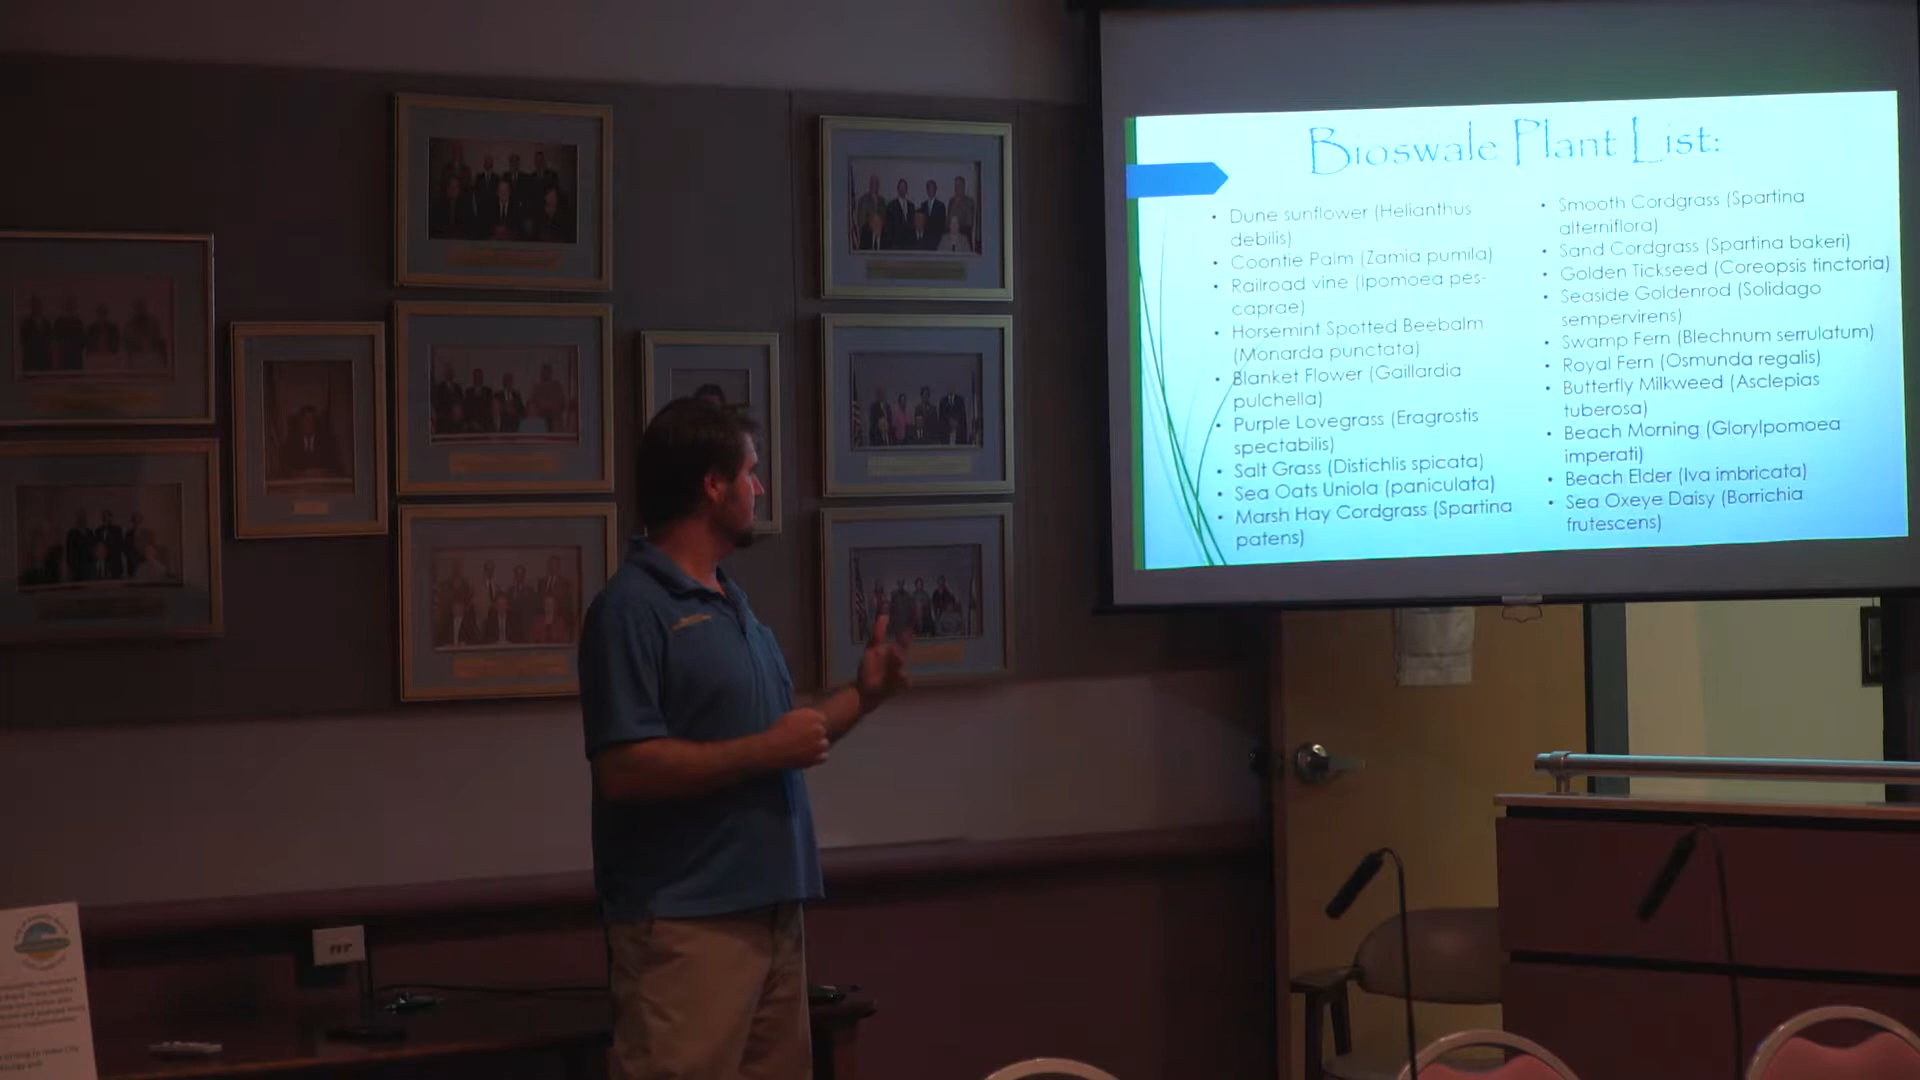 Bioswale Plant List:
• Dune sunflower (Helianthus
debilis)
• Coontie Palm (Zamia pumila)
• Railroad vine (Ipomoea pes-
caprae)
• Horsemint Spotted Beebalm
(Monarda punctata)
• Blanket Flower (Gaillardia
pulchella)
• Purple Lovegrass (Eragrostis
spectabilis)
• Salt Grass (Distichlis spicata)
• Sea Oats Uniola (paniculata)
• Marsh Hay Cordgrass (Spartina
patens)
• Smooth Cordgrass (Spartina
alterniflora)
• Sand Cordgrass (Spartina bakeri)
• Golden Tickseed (Coreopsis tinctoria)
• Seaside Goldenrod (Solidago
sempervirens)
• Swamp Fern (Blechnum serrulatum)
• Royal Fern (Osmunda regalis)
• Butterfly Milkweed (Asclepias
tuberosa)
• Beach Morning (GloryIpomoea
imperati)
• Beach Elder (Iva imbricata)
• Sea Oxeye Daisy (Borrichia
frutescens)